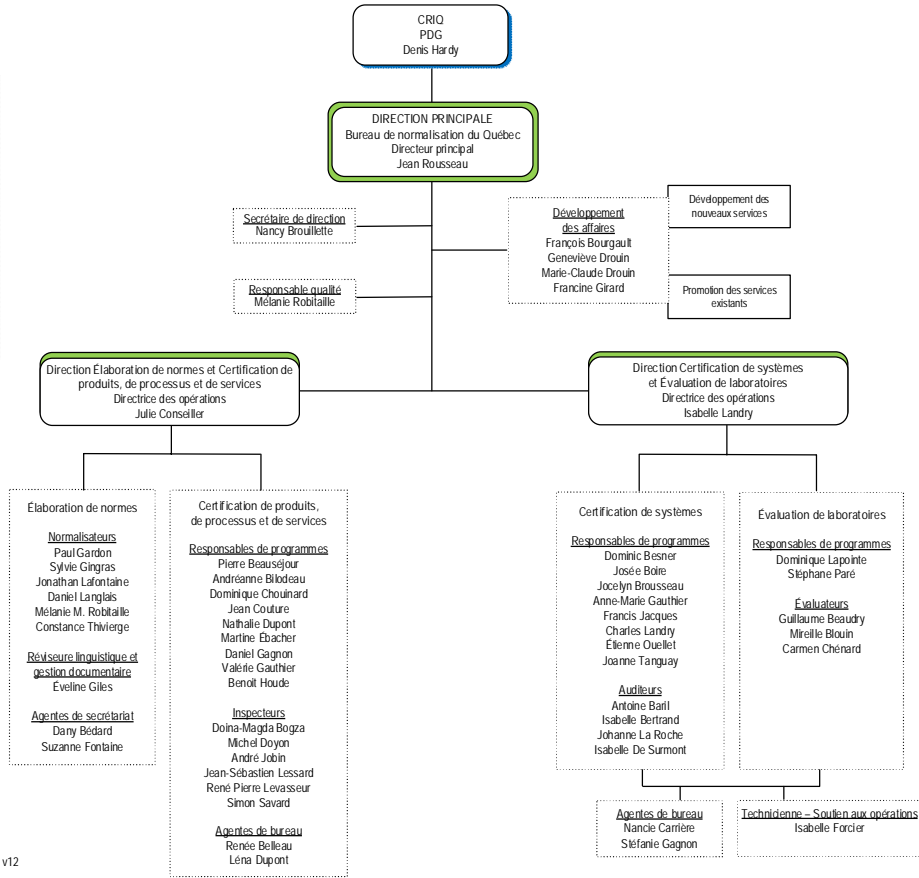 CRIQ
PDG
Denis Hardy
DIRECTION PRINCIPALE
Bureau de normalisation du Québec
Directeur principal
Jean Rousseau
Secrétaire de direction
Nancy Brouillette
Développement
des affaires
François Bourgault
Geneviève Drouin
Marie-Claude Drouin
Francine Girard
Développement des
nouveaux services
Promotion des services
existants
Responsable qualité
Mélanie Robitaille
Direction Élaboration de normes et Certification de
produits, de processus et de services
Directrice des opérations
Julie Conseiller
Direction Certification de systèmes
et Évaluation de laboratoires
Directrice des opérations
Isabelle Landry
Élaboration de normes
Normalisateurs
Paul Gardon
Sylvie Gingras
Jonathan Lafontaine
Daniel Langlais
Mélanie M. Robitaille
Constance Thivierge
Réviseure linguistique et
gestion documentaire
Éveline Giles
Agentes de secrétariat
Dany Bédard
Suzanne Fontaine
Certification de produits,
de processus et de services
Responsables de programmes
Pierre Beauséjour
Andréanne Bilodeau
Dominique Chouinard
Jean Couture
Nathalie Dupont
Martine Ébacher
Daniel Gagnon
Valérie Gauthier
Benoit Houde
Inspecteurs
Doina-Magda Bogza
Michel Doyon
André Jobin
Jean-Sébastien Lessard
René Pierre Levasseur
Simon Savard
Agentes de bureau
Renée Belleau
Léna Dupont
Certification de systèmes
Responsables de programmes
Dominic Besner
Josée Boire
Jocelyn Brousseau
Anne-Marie Gauthier
Francis Jacques
Charles Landry
Étienne Ouellet
Joanne Tanguay
Auditeurs
Antoine Baril
Isabelle Bertrand
Johanne La Roche
Isabelle De Surmont
Évaluation de laboratoires
Responsables de programmes
Dominique Lapointe
Stéphane Paré
Évaluateurs
Guillaume Beaudry
Mireille Blouin
Carmen Chénard
Agentes de bureau
Nancie Carrière
Stéfanie Gagnon
Technicienne – Soutien aux opérations
Isabelle Forcier
v12